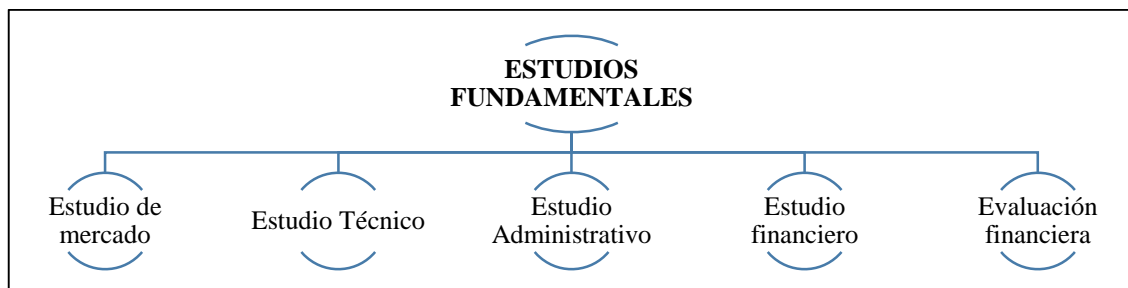 ESTUDIOS
FUNDAMENTALES
Estudio de
mercado
Estudio Técnico
Estudio
Administrativo
Estudio
financiero
Evaluación
financiera